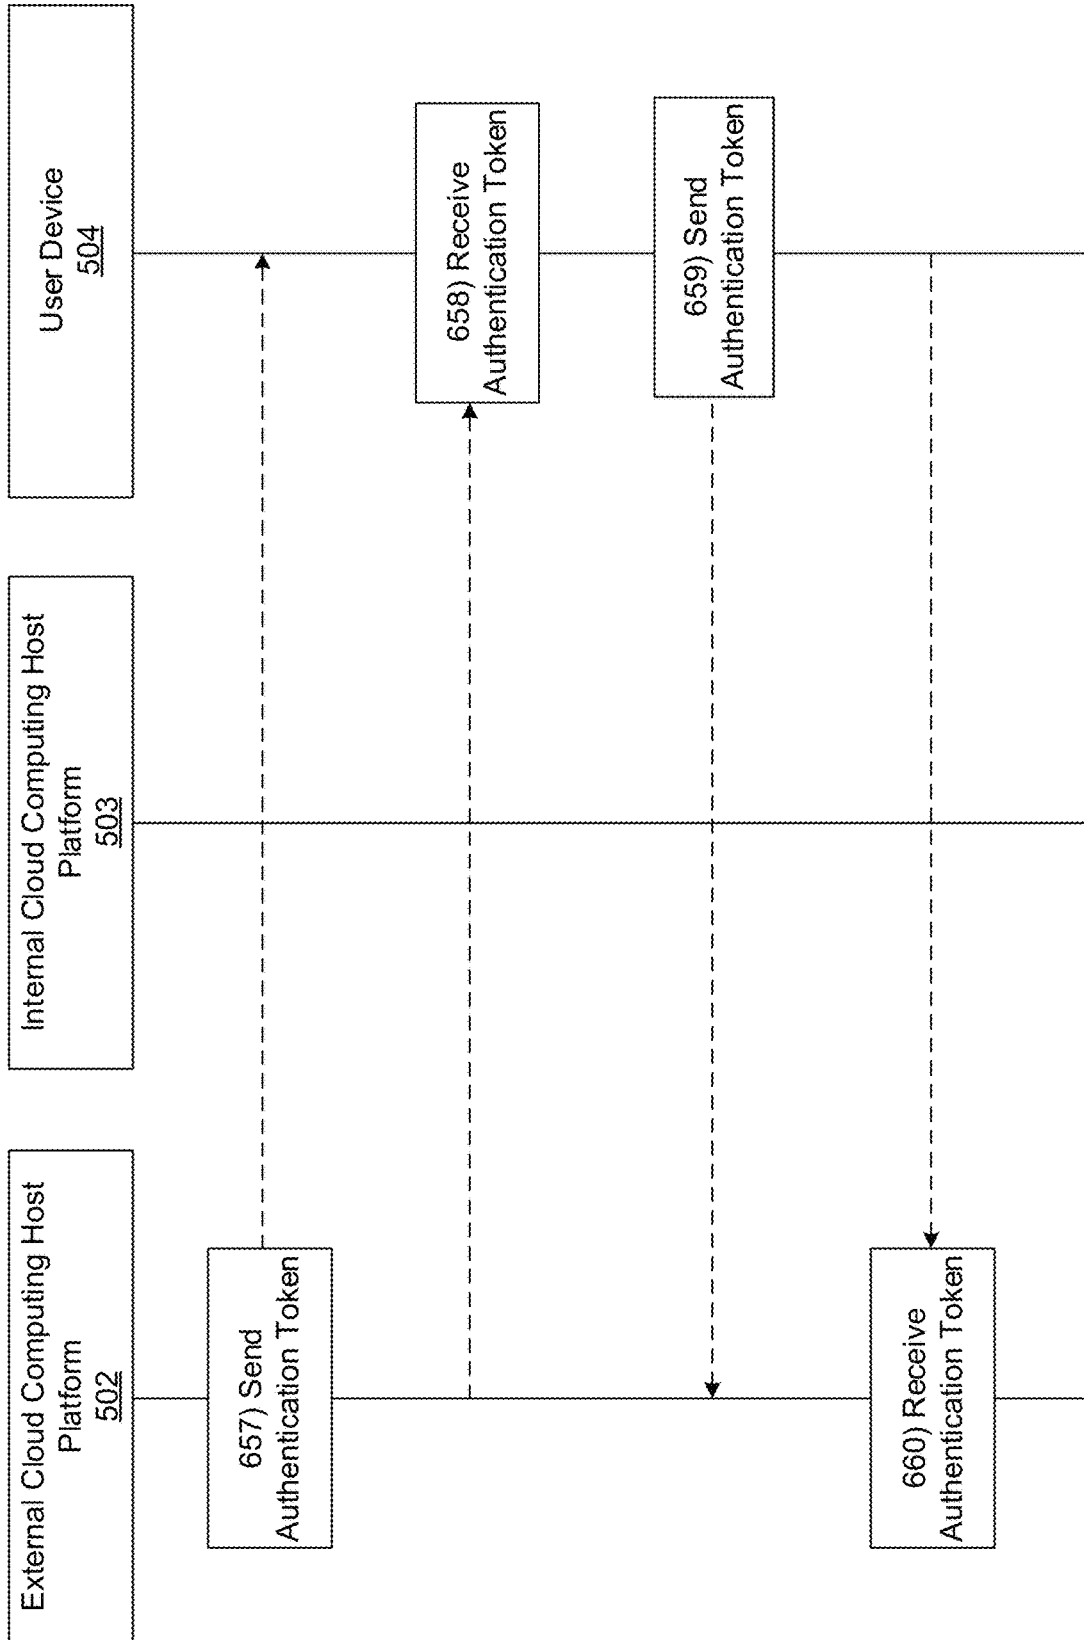 External Cloud Computing Host
Platform
502
Internal Cloud Computing Host
Platform
503
User Device
504
657) Send
Authentication Token
658) Receive
Authentication Token
659) Send
Authentication Token
660) Receive
Authentication Token